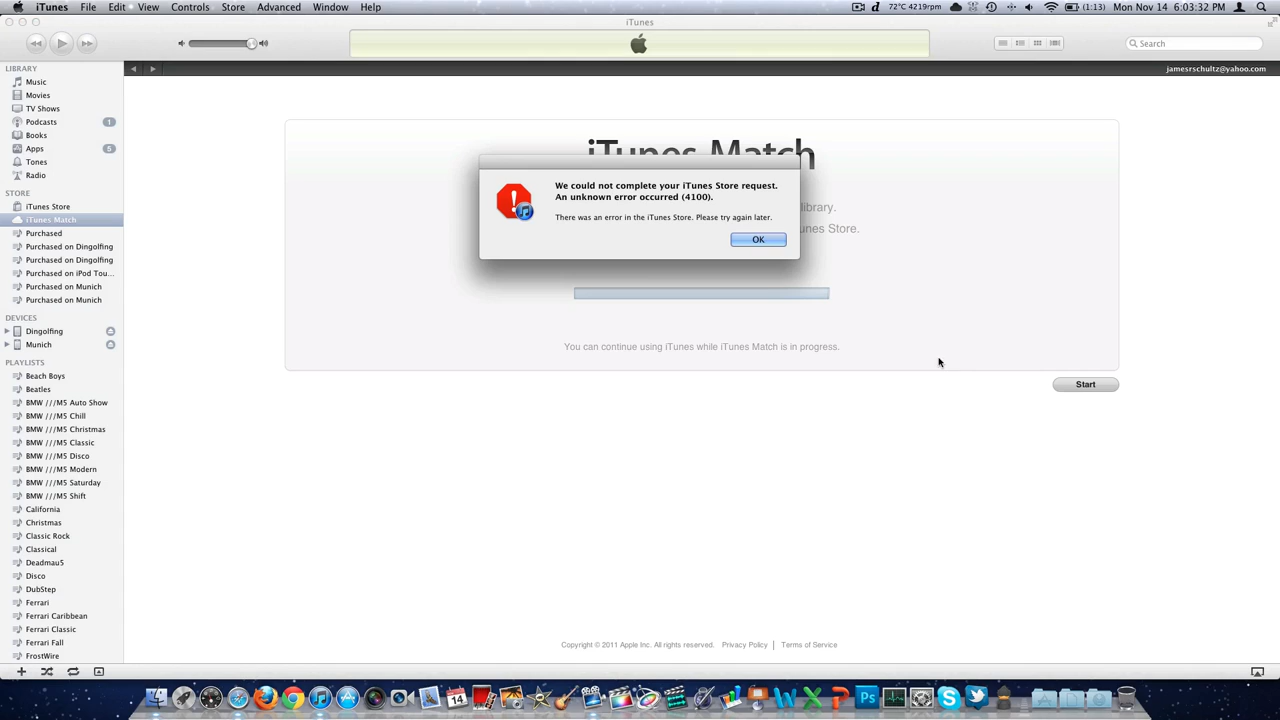 iTunes File Edit View Controls Store Advanced Window Help
72°C 4219rpm (1:13) Mon Nov 14 6:03:32 PM
iTunes
Search
jamesrschultz@yahoo.com
LIBRARY
Music
Movies
TV Shows
Podcasts 1
Books
Apps 5
Tones
Radio
STORE
iTunes Store
iTunes Match
Purchased
Purchased on Dingolfing
Purchased on Dingolfing
Purchased on iPod Tou...
Purchased on Munich
Purchased on Munich
DEVICES
Dingolfing
Munich
PLAYLISTS
Beach Boys
Beatles
BMW ///M5 Auto Show
BMW ///M5 Chill
BMW ///M5 Christmas
BMW ///M5 Classic
BMW ///M5 Disco
BMW ///M5 Modern
BMW ///M5 Saturday
BMW ///M5 Shift
California
Christmas
Classic Rock
Classical
Deadmau5
Disco
DubStep
Ferrari
Ferrari Caribbean
Ferrari Classic
Ferrari Fall
FrostWire
iTunes Match
library.
unes Store.
We could not complete your iTunes Store request.
An unknown error occurred (4100).
There was an error in the iTunes Store. Please try again later.
OK
You can continue using iTunes while iTunes Match is in progress.
Start
Copyright © 2011 Apple Inc. All rights reserved. Privacy Policy | Terms of Service